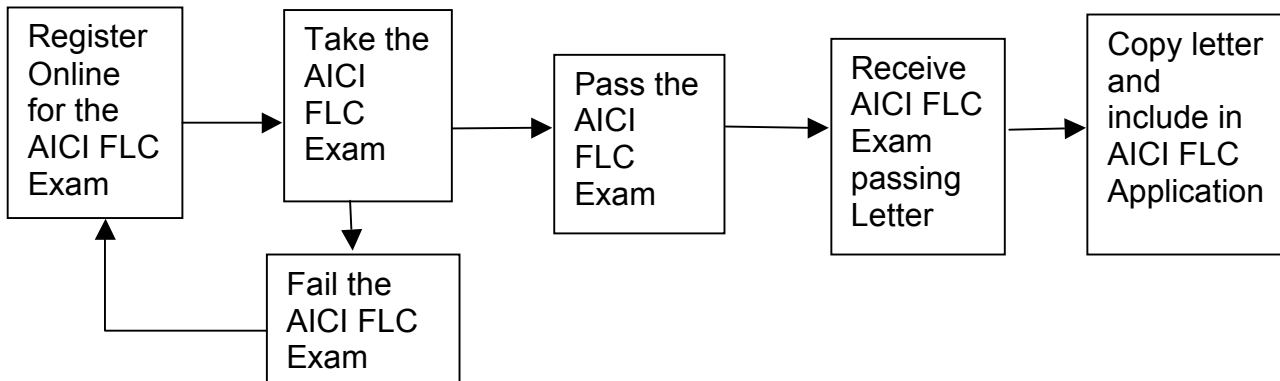 Register
Online
for the
AICI FLC
Exam
Take the
AICI
FLC
Exam
Pass the
AICI
FLC
Exam
Receive
AICI FLC
Exam
passing
Letter
Copy letter
and
include in
AICI FLC
Application
Fail the
AICI FLC
Exam